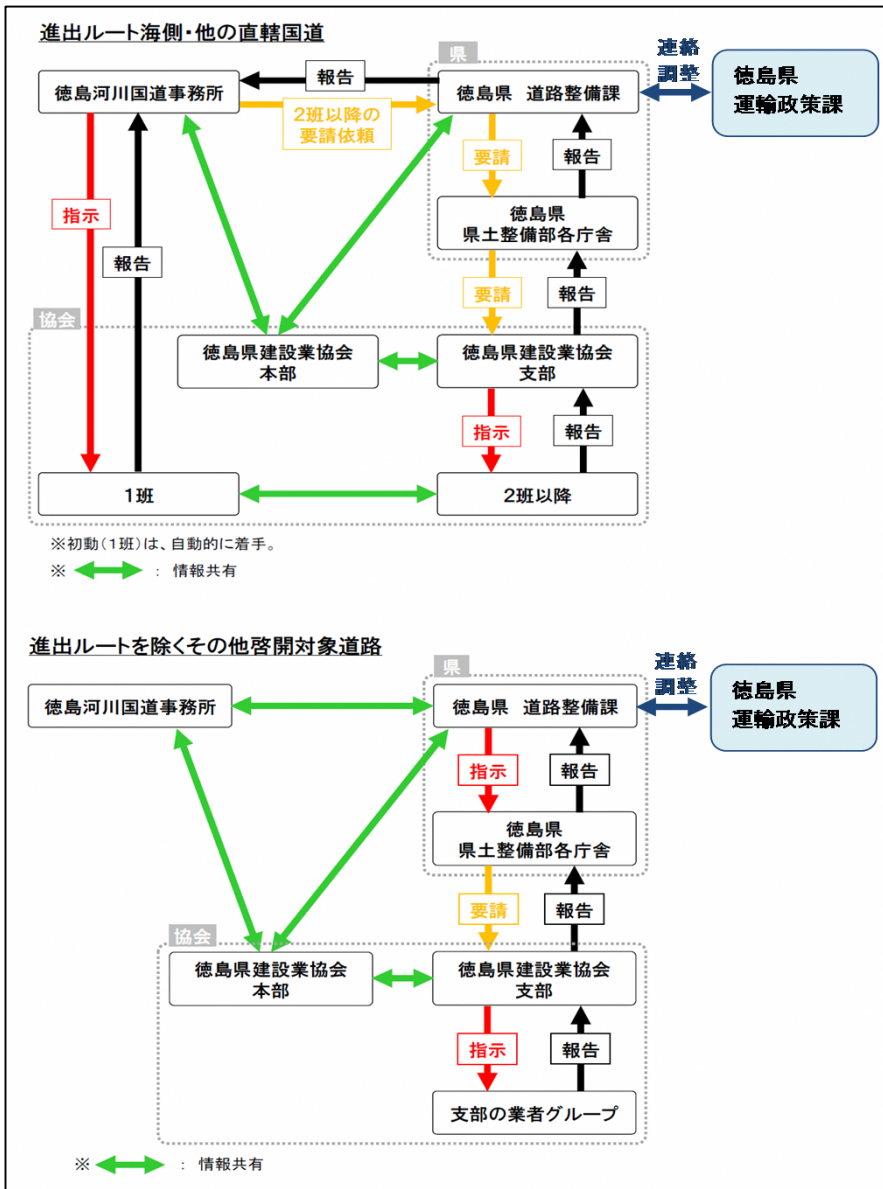 進出ルート海側・他の直轄国道
県
連絡
調整
徳島県
運輸政策課
徳島河川国道事務所
報告
徳島県 道路整備課
2班以降の
要請依頼
要請
報告
指示
報告
徳島県
県土整備部各庁舎
要請
報告
協会
徳島県建設業協会
本部
徳島県建設業協会
支部
指示
報告
1班
2班以降
※初動(1班)は、自動的に着手。
※ : 情報共有
進出ルートを除くその他啓開対象道路
県
連絡
調整
徳島県
運輸政策課
徳島河川国道事務所
徳島県 道路整備課
指示
報告
徳島県
県土整備部各庁舎
要請
報告
協会
徳島県建設業協会
本部
徳島県建設業協会
支部
指示
報告
支部の業者グループ
※ : 情報共有